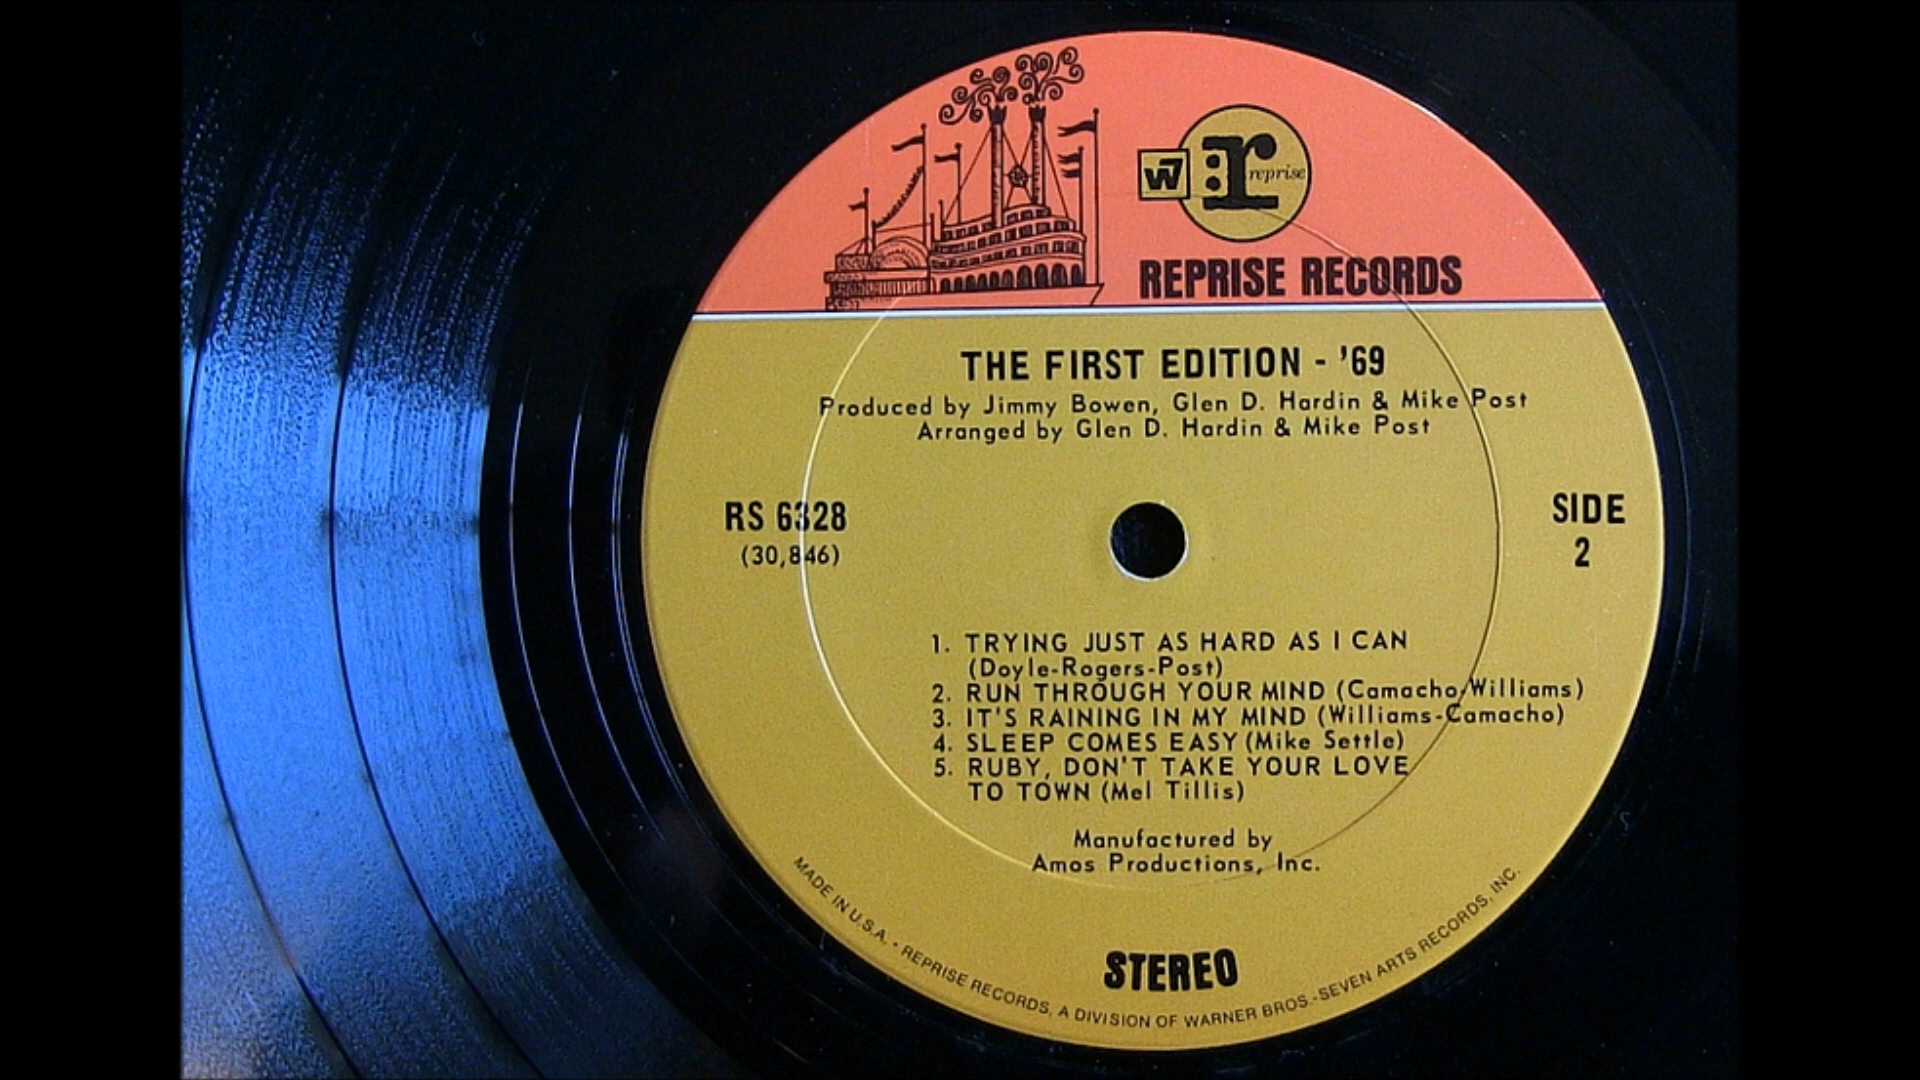 W7 :r reprise
REPRISE RECORDS
THE FIRST EDITION - '69
Produced by Jimmy Bowen, Glen D. Hardin & Mike Post
Arranged by Glen D. Hardin & Mike Post
RS 6328
(30,846)
SIDE
2
1. TRYING JUST AS HARD AS I CAN
(Doyle-Rogers-Post)
2. RUN THROUGH YOUR MIND (Camacho-Williams)
3. IT'S RAINING IN MY MIND (Williams-Camacho)
4. SLEEP COMES EASY (Mike Settle)
5. RUBY, DON'T TAKE YOUR LOVE
TO TOWN (Mel Tillis)
Manufactured by
Amos Productions, Inc.
STEREO
MADE IN U.S.A. • REPRISE RECORDS, A DIVISION OF WARNER BROS.-SEVEN ARTS RECORDS, INC.